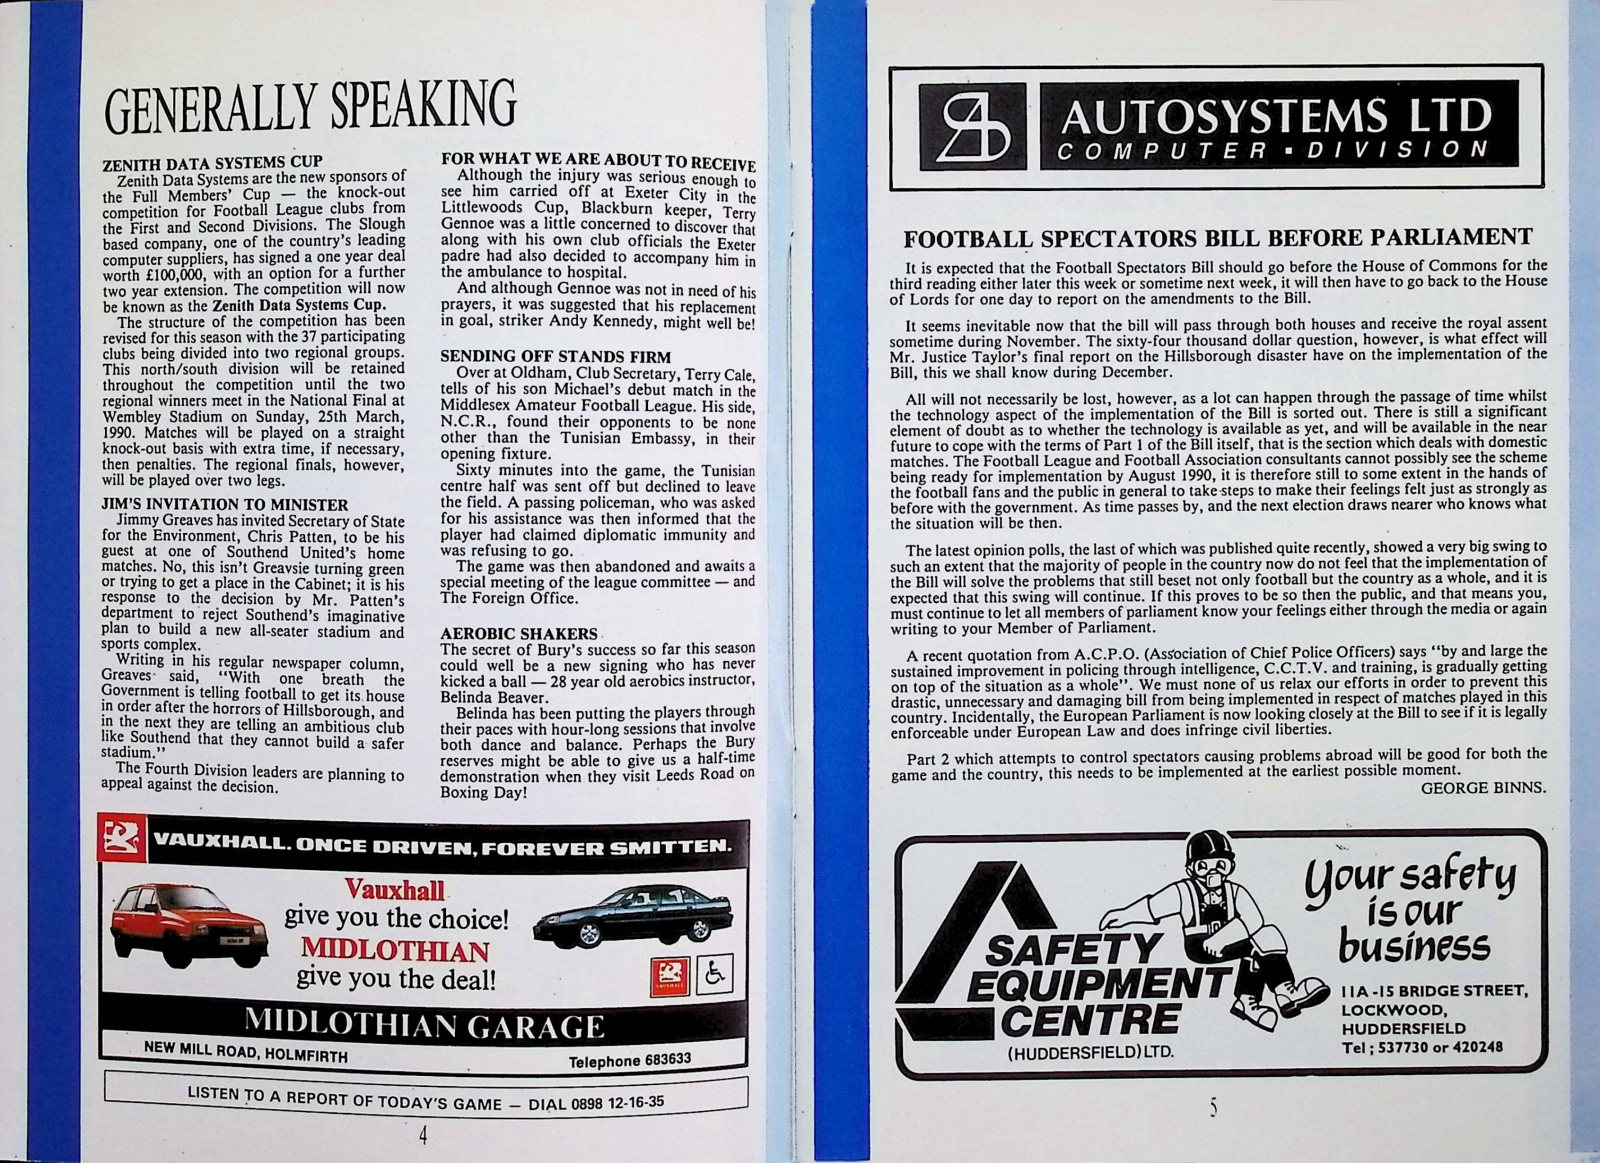 GENERALLY SPEAKING
ZENITH DATA SYSTEMS CUP
Zenith Data Systems are the new sponsors of
the Full Members' Cup — the knock-out
competition for Football League clubs from
the First and Second Divisions. The Slough
based company, one of the country's leading
computer suppliers, has signed a one year deal
worth £100,000, with an option for a further
two year extension. The competition will now
be known as the Zenith Data Systems Cup.
The structure of the competition has been
revised for this season with the 37 participating
clubs being divided into two regional groups.
This north/south division will be retained
throughout the competition until the two
regional winners meet in the National Final at
Wembley Stadium on Sunday, 25th March,
1990. Matches will be played on a straight
knock-out basis with extra time, if necessary,
then penalties. The regional finals, however,
will be played over two legs.
JIM'S INVITATION TO MINISTER
Jimmy Greaves has invited Secretary of State
for the Environment, Chris Patten, to be his
guest at one of Southend United's home
matches. No, this isn't Greavsie turning green
or trying to get a place in the Cabinet; it is his
response to the decision by Mr. Patten's
department to reject Southend's imaginative
plan to build a new all-seater stadium and
sports complex.
Writing in his regular newspaper column,
Greaves said, "With one breath the
Government is telling football to get its house
in order after the horrors of Hillsborough, and
in the next they are telling an ambitious club
like Southend that they cannot build a safer
stadium."
The Fourth Division leaders are planning to
appeal against the decision.
FOR WHAT WE ARE ABOUT TO RECEIVE
Although the injury was serious enough to
see him carried off at Exeter City in the
Littlewoods Cup, Blackburn keeper, Terry
Gennoe was a little concerned to discover that
along with his own club officials the Exeter
padre had also decided to accompany him in
the ambulance to hospital.
And although Gennoe was not in need of his
prayers, it was suggested that his replacement
in goal, striker Andy Kennedy, might well be!
SENDING OFF STANDS FIRM
Over at Oldham, Club Secretary, Terry Cale,
tells of his son Michael's debut match in the
Middlesex Amateur Football League. His side,
N.C.R., found their opponents to be none
other than the Tunisian Embassy, in their
opening fixture.
Sixty minutes into the game, the Tunisian
centre half was sent off but declined to leave
the field. A passing policeman, who was asked
for his assistance was then informed that the
player had claimed diplomatic immunity and
was refusing to go.
The game was then abandoned and awaits a
special meeting of the league committee — and
The Foreign Office.
AEROBIC SHAKERS
The secret of Bury's success so far this season
could well be a new signing who has never
kicked a ball — 28 year old aerobics instructor,
Belinda Beaver.
Belinda has been putting the players through
their paces with hour-long sessions that involve
both dance and balance. Perhaps the Bury
reserves might be able to give us a half-time
demonstration when they visit Leeds Road on
Boxing Day!
VAUXHALL. ONCE DRIVEN, FOREVER SMITTEN.
Vauxhall
give you the choice!
MIDLOTHIAN
give you the deal!
VAUXHALL
MIDLOTHIAN GARAGE
NEW MILL ROAD, HOLMFIRTH
Telephone 683633
LISTEN TO A REPORT OF TODAY'S GAME — DIAL 0898 12-16-35
4
AUTOSYSTEMS LTD
COMPUTER ▪ DIVISION
FOOTBALL SPECTATORS BILL BEFORE PARLIAMENT
It is expected that the Football Spectators Bill should go before the House of Commons for the
third reading either later this week or sometime next week, it will then have to go back to the House
of Lords for one day to report on the amendments to the Bill.
It seems inevitable now that the bill will pass through both houses and receive the royal assent
sometime during November. The sixty-four thousand dollar question, however, is what effect will
Mr. Justice Taylor's final report on the Hillsborough disaster have on the implementation of the
Bill, this we shall know during December.
All will not necessarily be lost, however, as a lot can happen through the passage of time whilst
the technology aspect of the implementation of the Bill is sorted out. There is still a significant
element of doubt as to whether the technology is available as yet, and will be available in the near
future to cope with the terms of Part 1 of the Bill itself, that is the section which deals with domestic
matches. The Football League and Football Association consultants cannot possibly see the scheme
being ready for implementation by August 1990, it is therefore still to some extent in the hands of
the football fans and the public in general to take steps to make their feelings felt just as strongly as
before with the government. As time passes by, and the next election draws nearer who knows what
the situation will be then.
The latest opinion polls, the last of which was published quite recently, showed a very big swing to
such an extent that the majority of people in the country now do not feel that the implementation of
the Bill will solve the problems that still beset not only football but the country as a whole, and it is
expected that this swing will continue. If this proves to be so then the public, and that means you,
must continue to let all members of parliament know your feelings either through the media or again
writing to your Member of Parliament.
A recent quotation from A.C.P.O. (Association of Chief Police Officers) says "by and large the
sustained improvement in policing through intelligence, C.C.T.V. and training, is gradually getting
on top of the situation as a whole". We must none of us relax our efforts in order to prevent this
drastic, unnecessary and damaging bill from being implemented in respect of matches played in this
country. Incidentally, the European Parliament is now looking closely at the Bill to see if it is legally
enforceable under European Law and does infringe civil liberties.
Part 2 which attempts to control spectators causing problems abroad will be good for both the
game and the country, this needs to be implemented at the earliest possible moment.
GEORGE BINNS.
SAFETY
EQUIPMENT
CENTRE
(HUDDERSFIELD) LTD.
Your safety
is our
business
11A-15 BRIDGE STREET,
LOCKWOOD,
HUDDERSFIELD
Tel ; 537730 or 420248
5